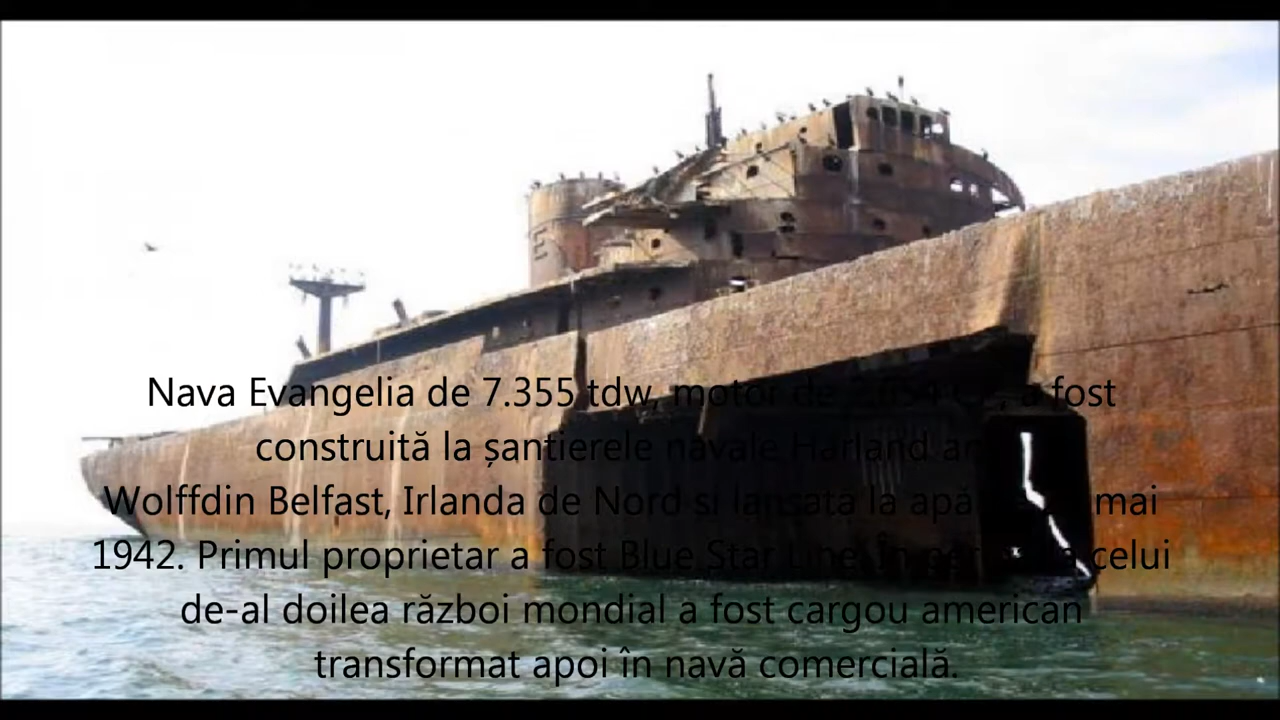 E
Nava Evangelia de 7.355 tdw, motor de a fost
construită la șantierele navale Harland
Wolffdin Belfast, Irlanda de Nord si lansata la mai
1942. Primul proprietar a fost Blue Star Line. celui
de-al doilea război mondial a fost cargou american
transformat apoi în navă comercială.